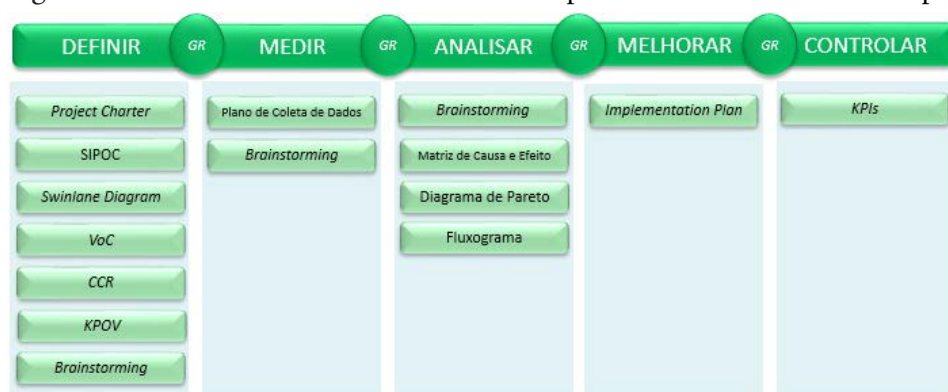 DEFINIR GR MEDIR GR ANALISAR GR MELHORAR GR CONTROLAR
Project Charter
SIPOC
Swinlane Diagram
VoC
CCR
KPOV
Brainstorming
Plano de Coleta de Dados
Brainstorming
Brainstorming
Matriz de Causa e Efeito
Diagrama de Pareto
Fluxograma
Implementation Plan
KPIs